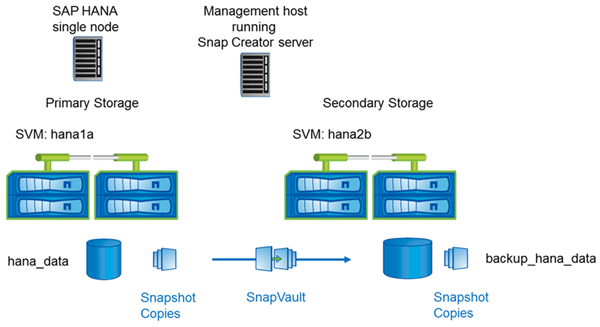 SAP HANA
single node
Management host
running
Snap Creator server
Primary Storage
Secondary Storage
SVM: hana1a
SVM: hana2b
hana_data
backup_hana_data
Snapshot
Copies
SnapVault
Snapshot
Copies